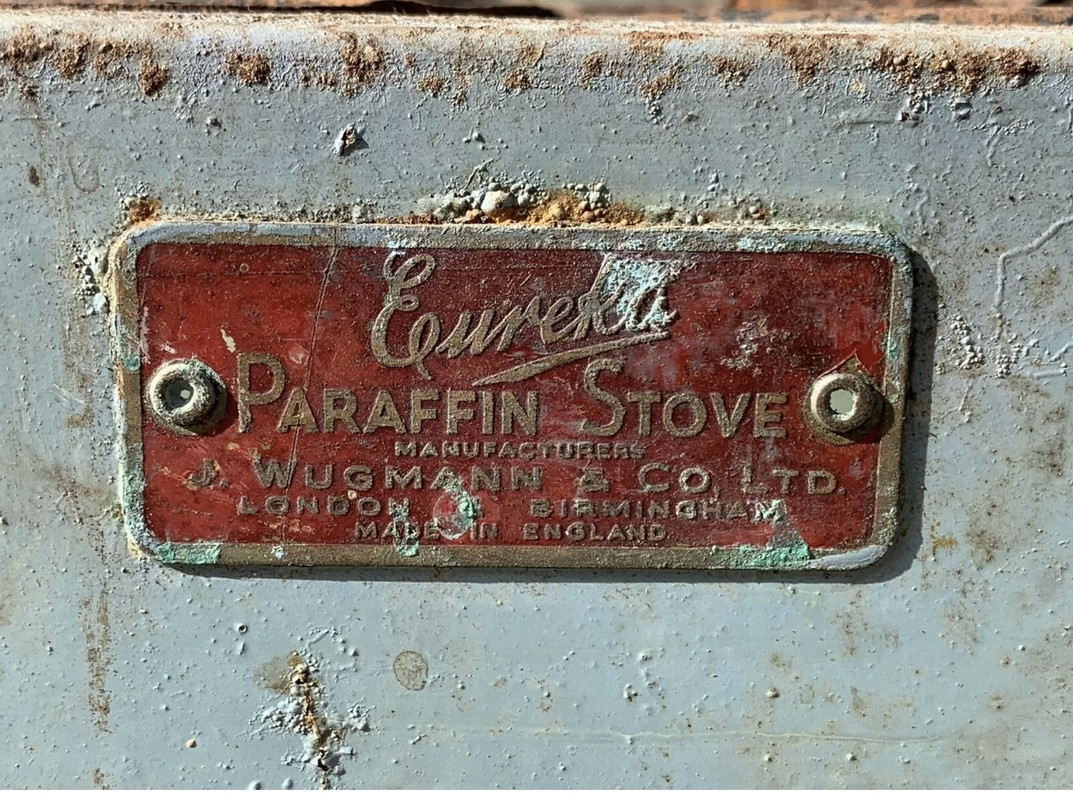 Eureka
PARAFFIN STOVE
MANUFACTURERS
J. WUGMANN & CO LTD.
LONDON & BIRMINGHAM
MADE IN ENGLAND